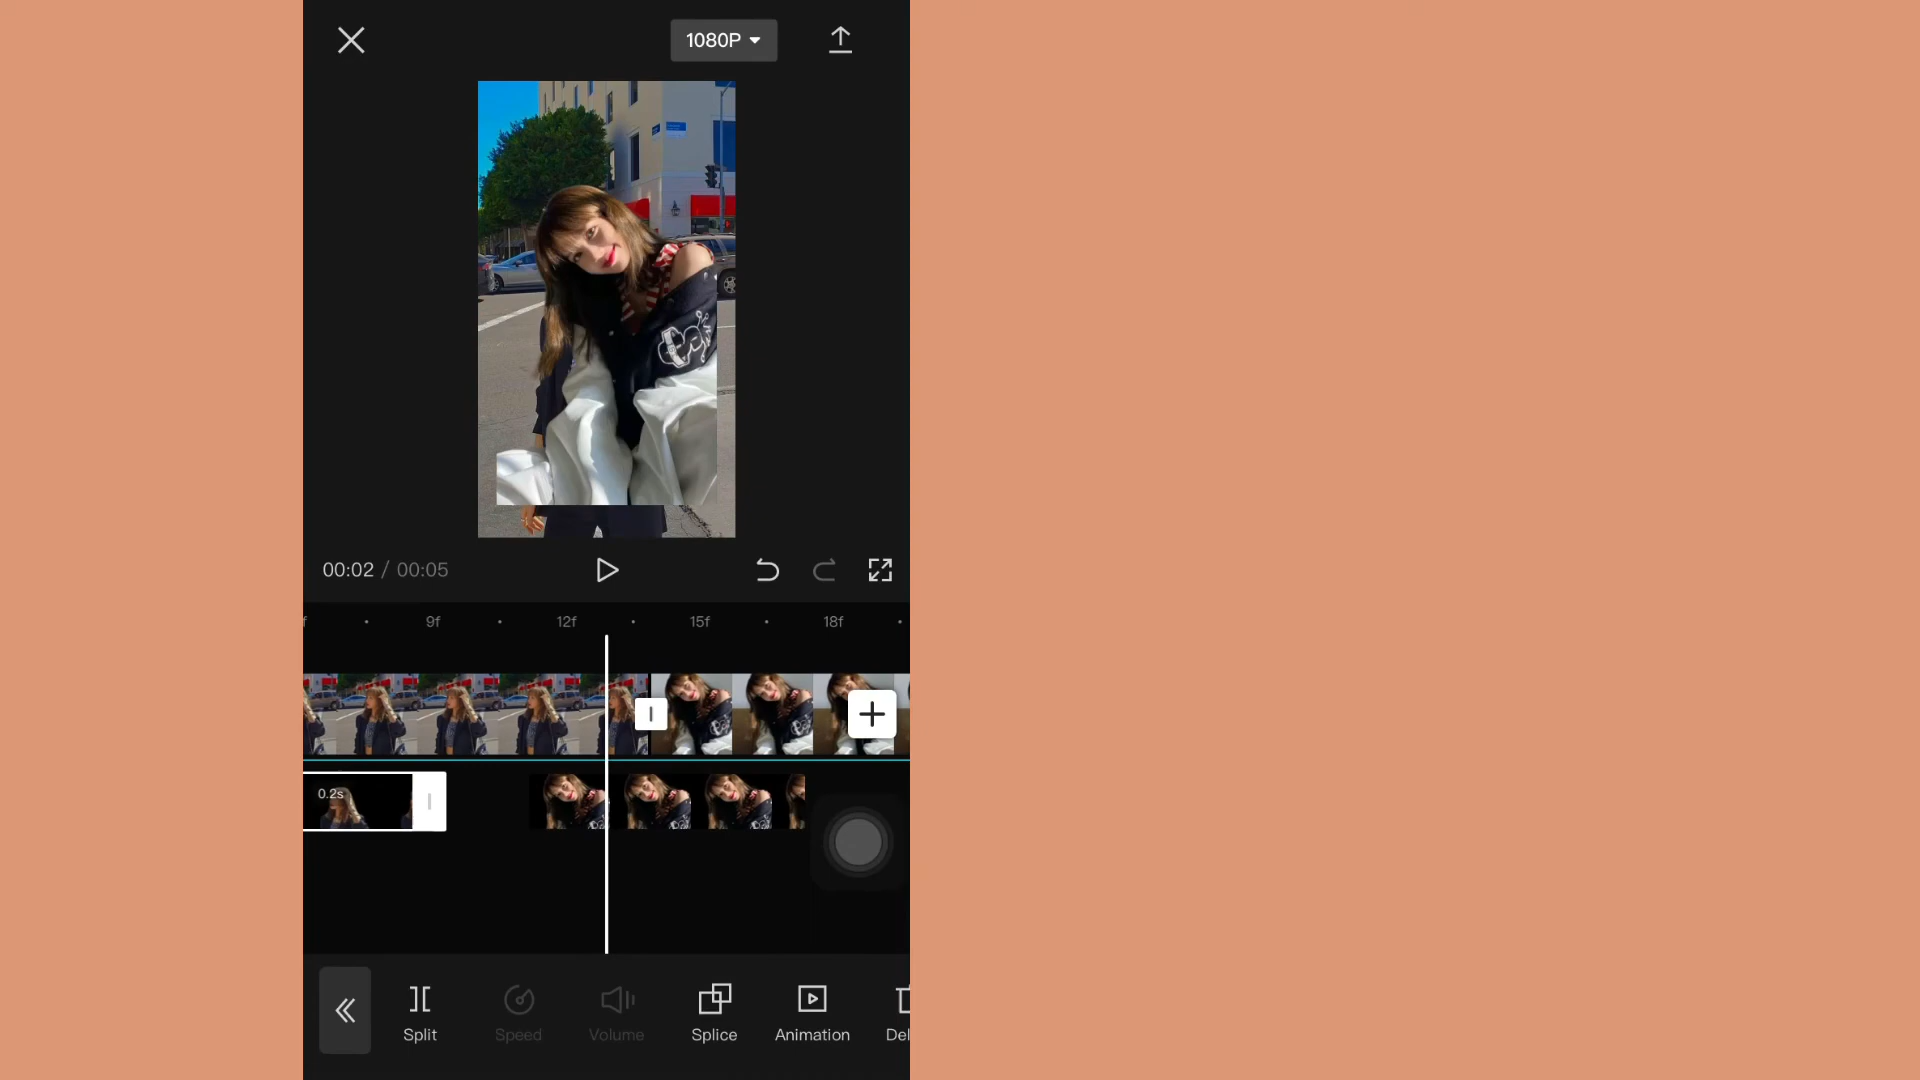 1080P
00:02 / 00:05
9f 12f 15f 18f
0.2s
Split Speed Volume Splice Animation Del